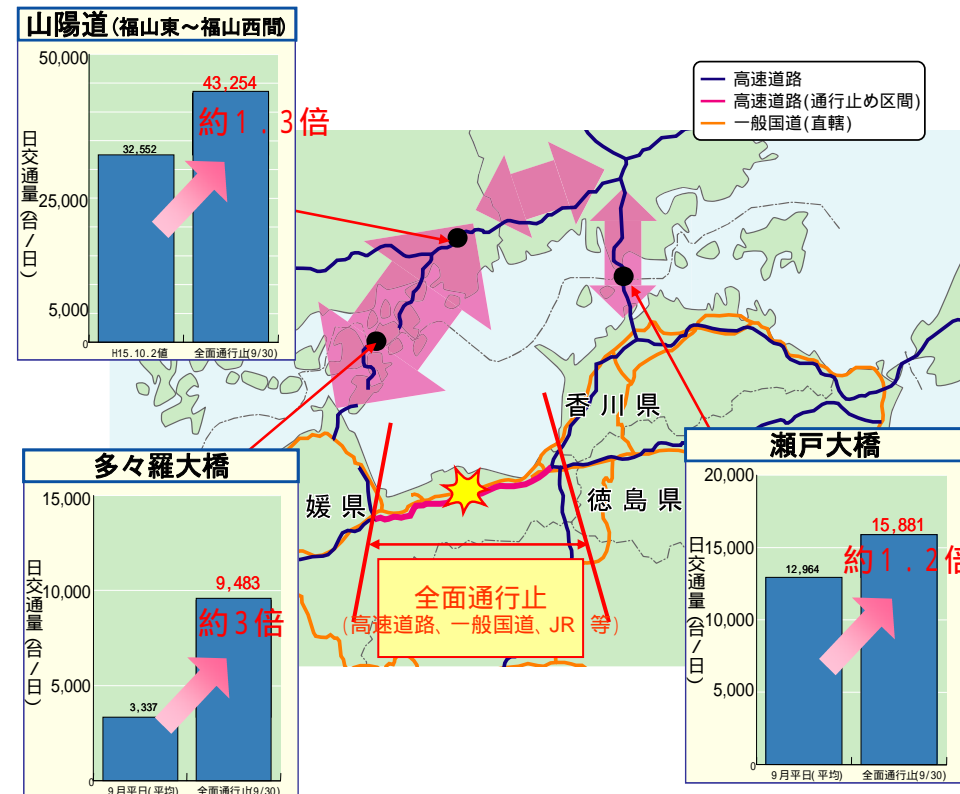 山陽道(福山東～福山西間)
50,000
43,254
約1.3倍
32,552
25,000
5,000
0
日交通量(台/日)
H15.10.2値
全面通行止(9/30)
高速道路
高速道路(通行止め区間)
一般国道(直轄)
香川県
徳島県
媛県
全面通行止
(高速道路、一般国道、JR 等)
多々羅大橋
15,000
10,000
9,483
約3倍
5,000
3,337
0
日交通量(台/日)
9月平日(平均)
全面通行止(9/30)
瀬戸大橋
20,000
15,881
15,000
約1.2倍
12,964
10,000
5,000
0
日交通量(台/日)
9月平日(平均)
全面通行止(9/30)